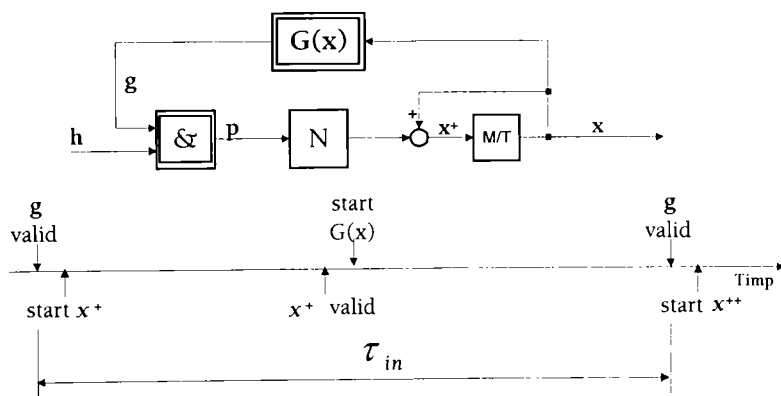 G(x)
g
h
&
p
N
+
x⁺
M/T
x
g
valid
start
G(x)
g
valid
Timp
start x⁺
x⁺ valid
start x⁺⁺
τ in